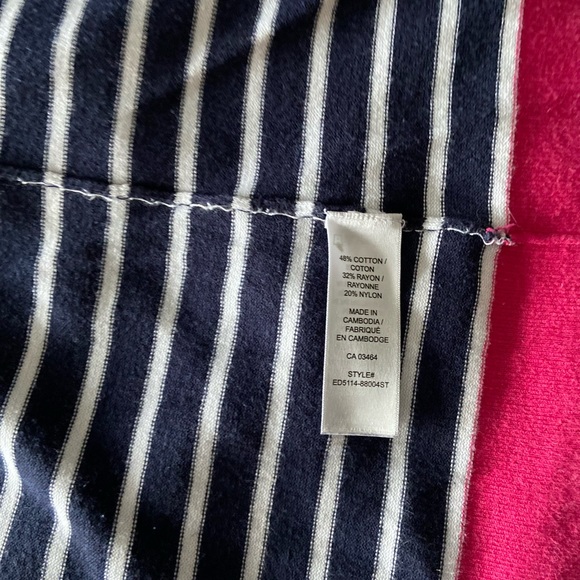 48% COTTON /
COTON
32% RAYON /
RAYONNE
20% NYLON
MADE IN
CAMBODIA /
FABRIQUÉ
EN CAMBODGE
CA 03464
STYLE#
ED5114-88004ST